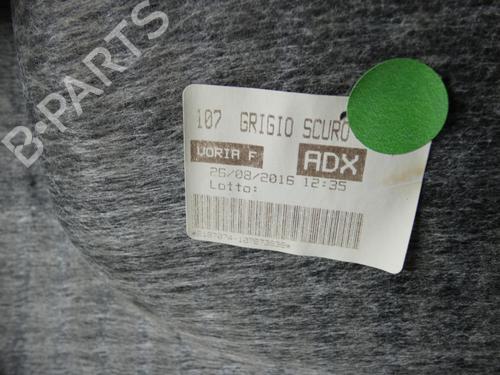 B-PARTS
107 GRIGIO SCURO
VORIA F ADX
26/08/2016 12:35
Lotto: